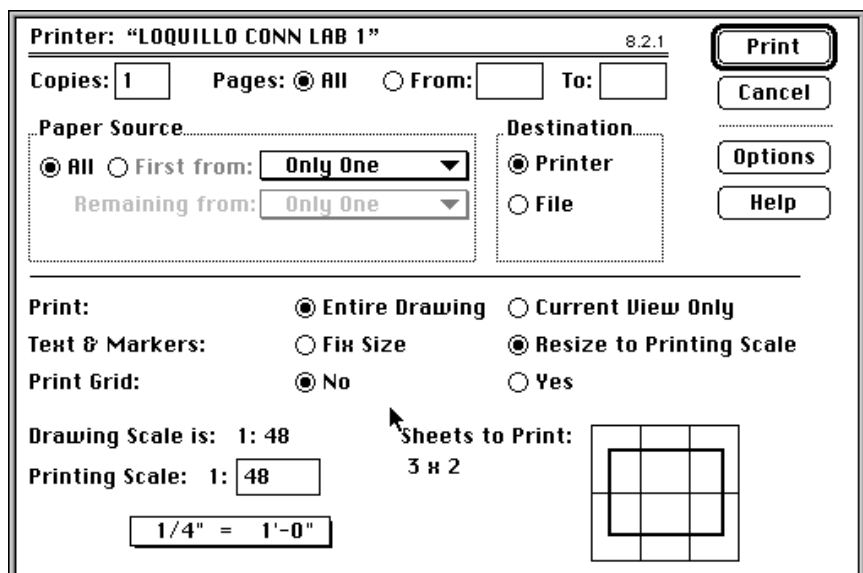 Printer: “LOQUILLO CONN LAB 1” 8.2.1
Print
Copies: 1 Pages: All From: To:
Cancel
Paper Source
Destination
All First from: Only One
Printer
Options
Remaining from: Only One
File
Help
Print: Entire Drawing Current View Only
Text & Markers: Fix Size Resize to Printing Scale
Print Grid: No Yes
Drawing Scale is: 1: 48
Sheets to Print:
3 x 2
Printing Scale: 1: 48
1/4" = 1'-0"